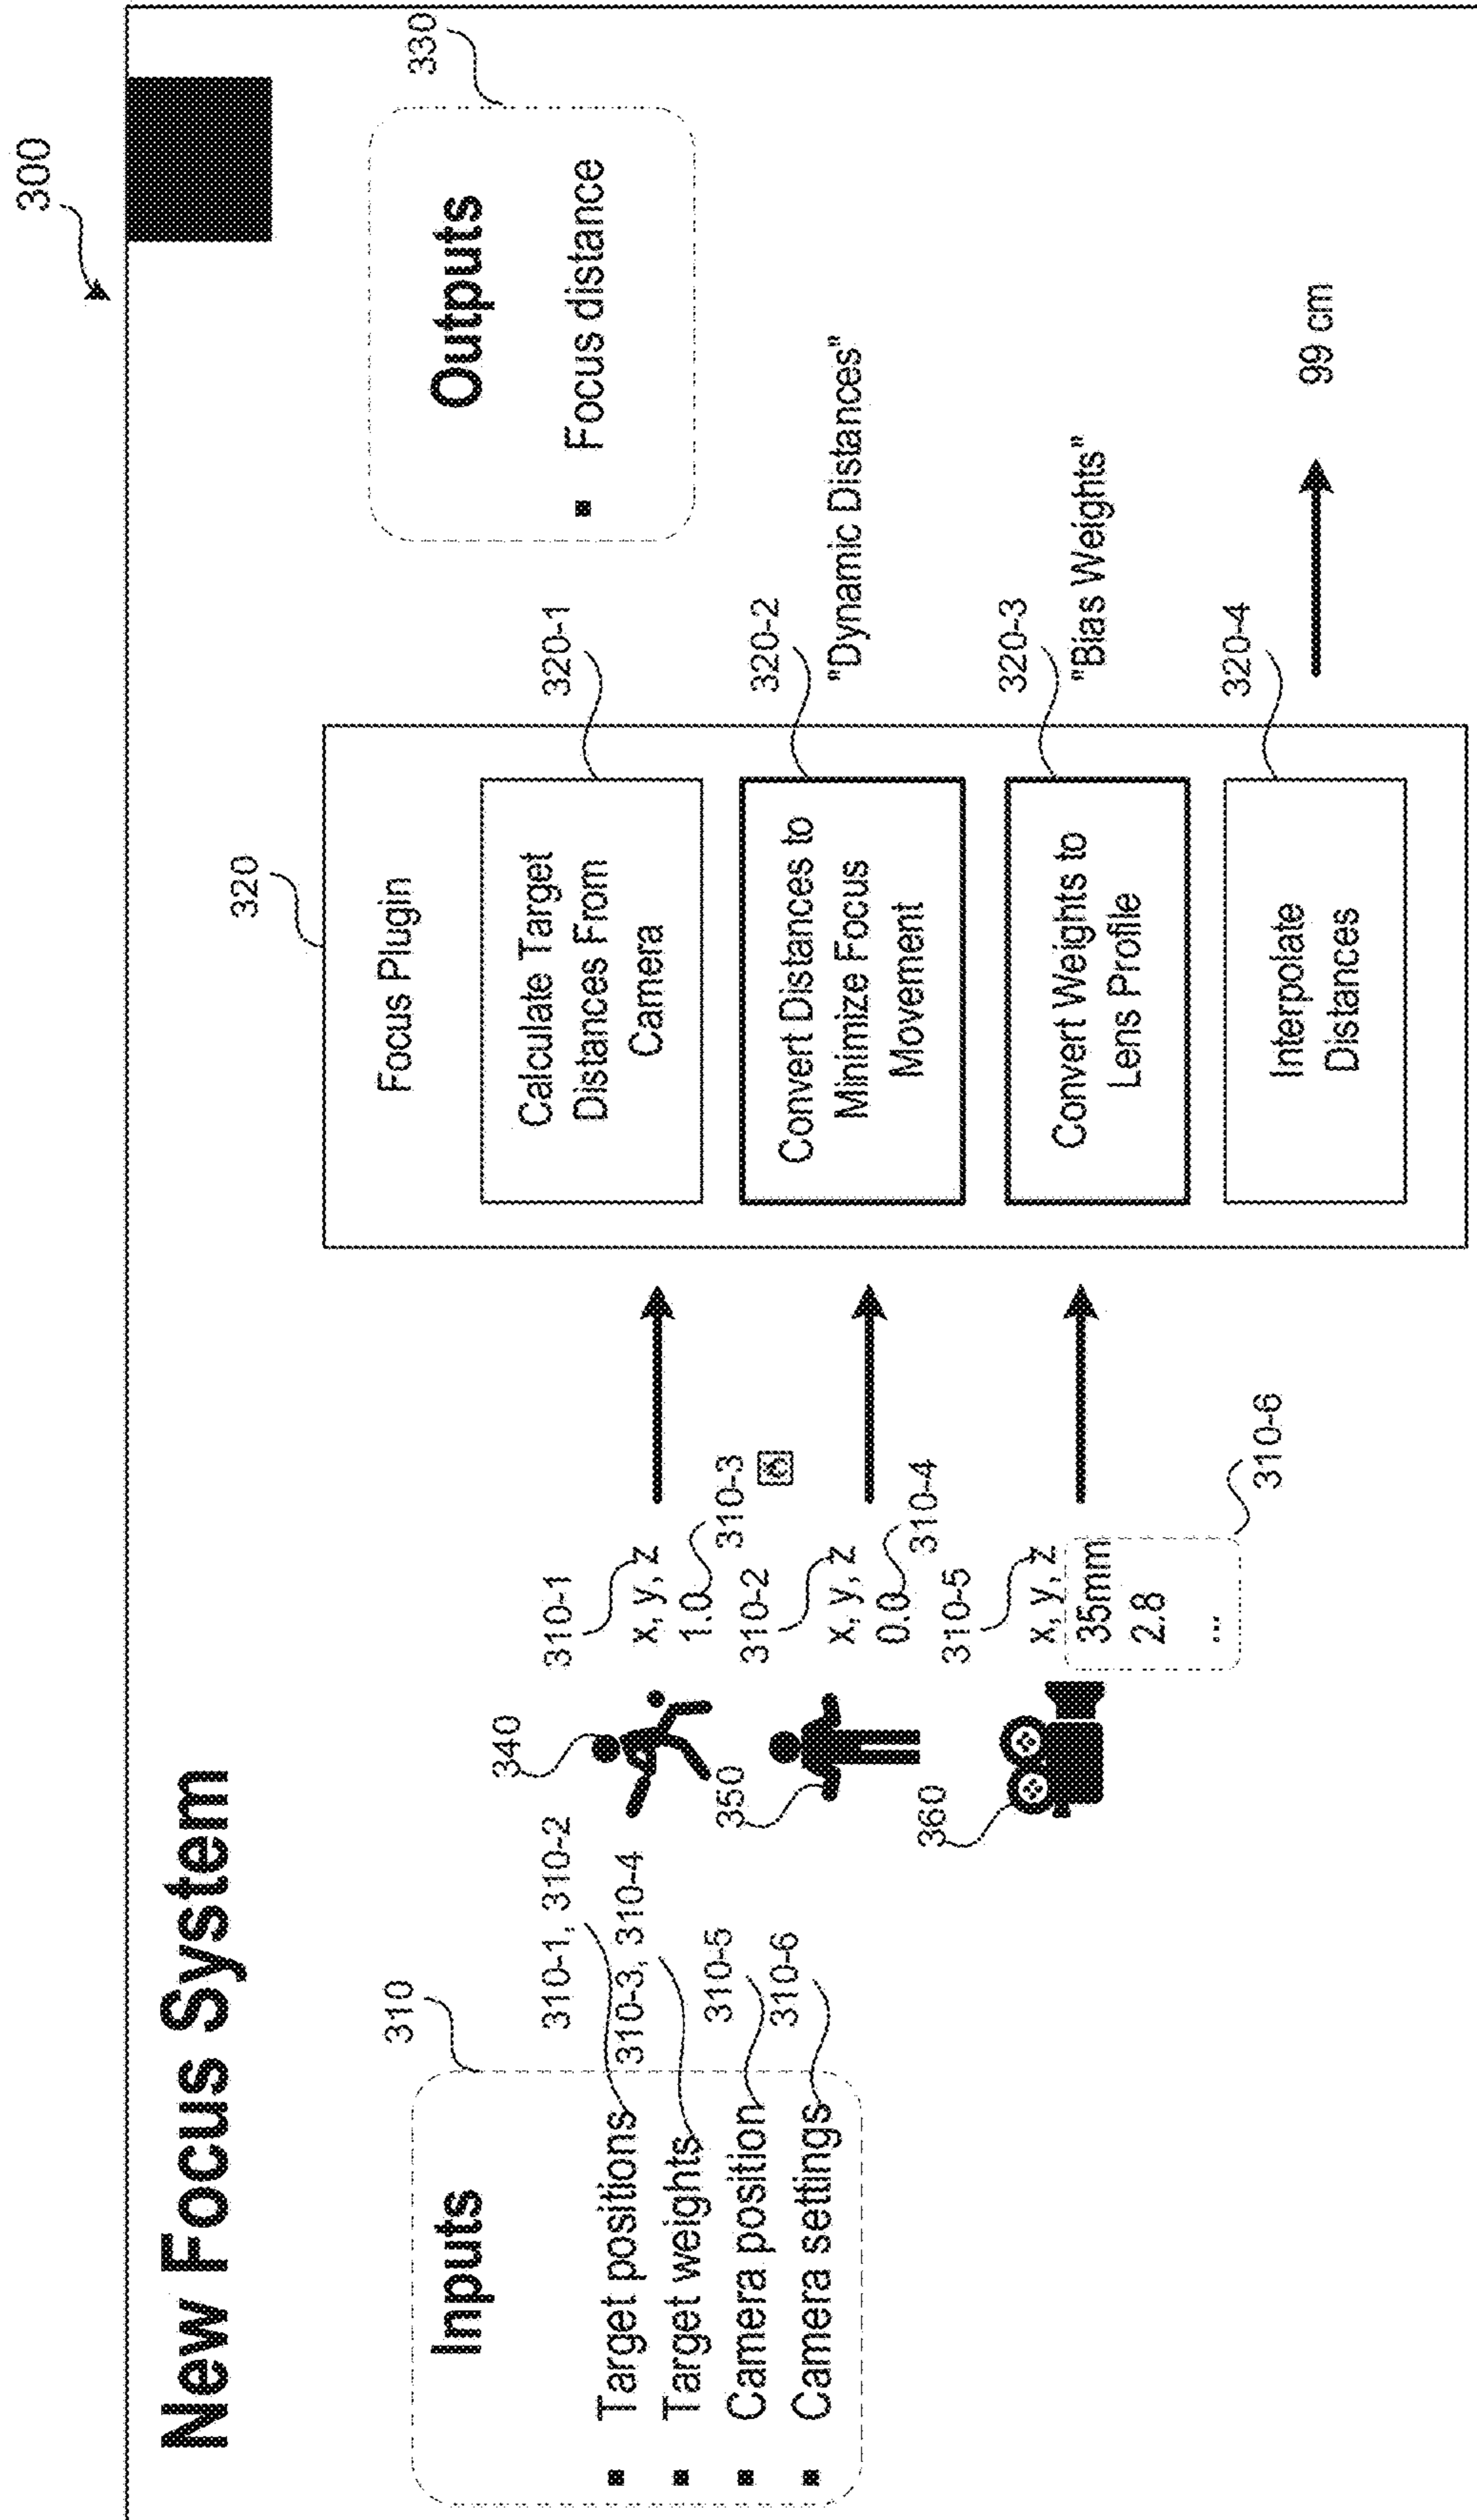 300
New Focus System
310
Inputs
310-1, 310-2
▪ Target positions
310-3, 310-4
▪ Target weights
310-5
▪ Camera position
310-6
▪ Camera settings
340
310-1
x, y, z
1.0
310-3
350
310-2
x, y, z
0.0
310-4
360
310-5
x, y, z
35mm
2.8
...
310-6
320
Focus Plugin
320-1
Calculate Target
Distances From
Camera
320-2
Convert Distances to
Minimize Focus
Movement
"Dynamic Distances"
320-3
Convert Weights to
Lens Profile
"Bias Weights"
320-4
Interpolate
Distances
330
Outputs
▪ Focus distance
99 cm